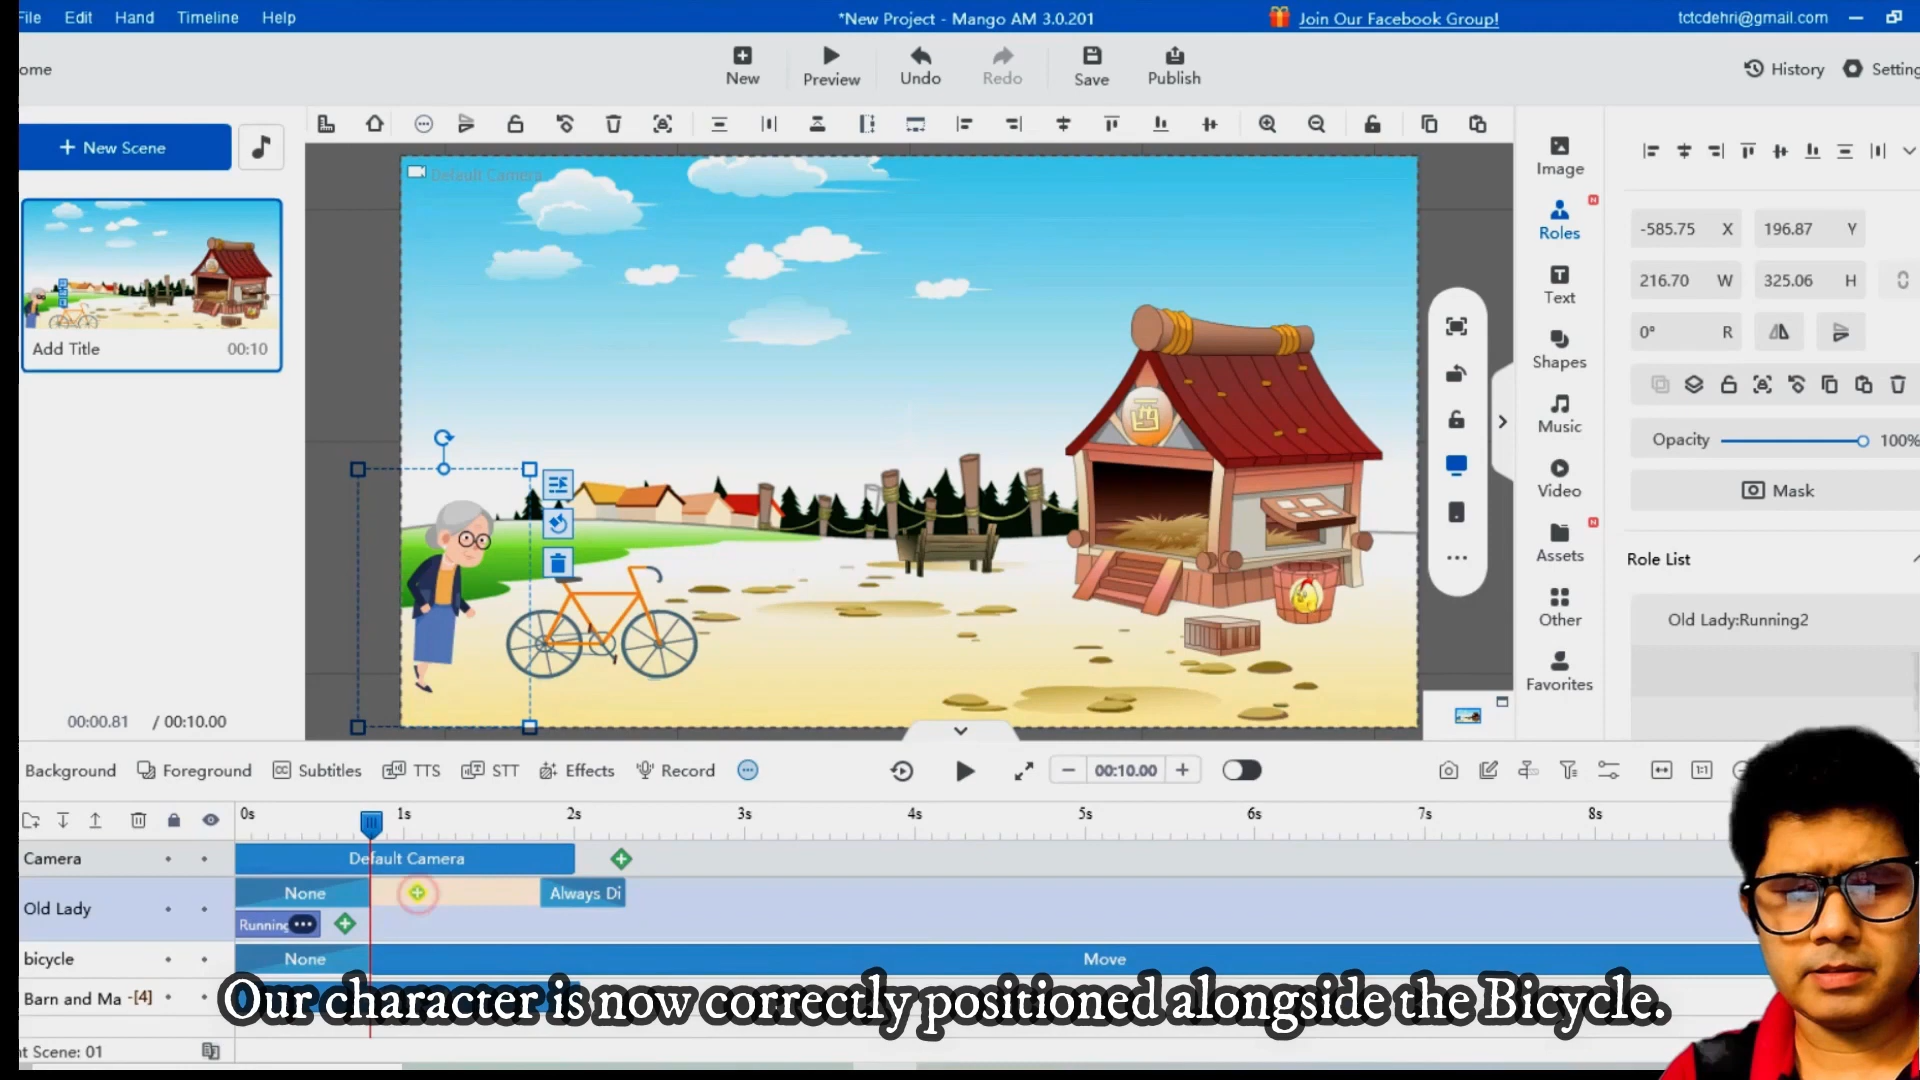 File Edit Hand Timeline Help
*New Project - Mango AM 3.0.201
Join Our Facebook Group!
tctcdehri@gmail.com
ome
New
Preview
Undo
Redo
Save
Publish
History
Setting
+ New Scene
Default Camera
Image
Roles
N
Text
Shapes
Music
Video
Assets
N
Other
Favorites
-585.75 X
196.87 Y
216.70 W
325.06 H
0° R
Opacity
100%
Mask
Role List
Old Lady:Running2
Add Title
00:10
00:00.81 / 00:10.00
Background
Foreground
Subtitles
TTS
STT
Effects
Record
00:10.00
1:1
0s 1s 2s 3s 4s 5s 6s 7s 8s
Camera
Default Camera
None
Always Di
Old Lady
Running
bicycle
None
Move
Barn and Ma -[4]
Our character is now correctly positioned alongside the Bicycle.
t Scene: 01